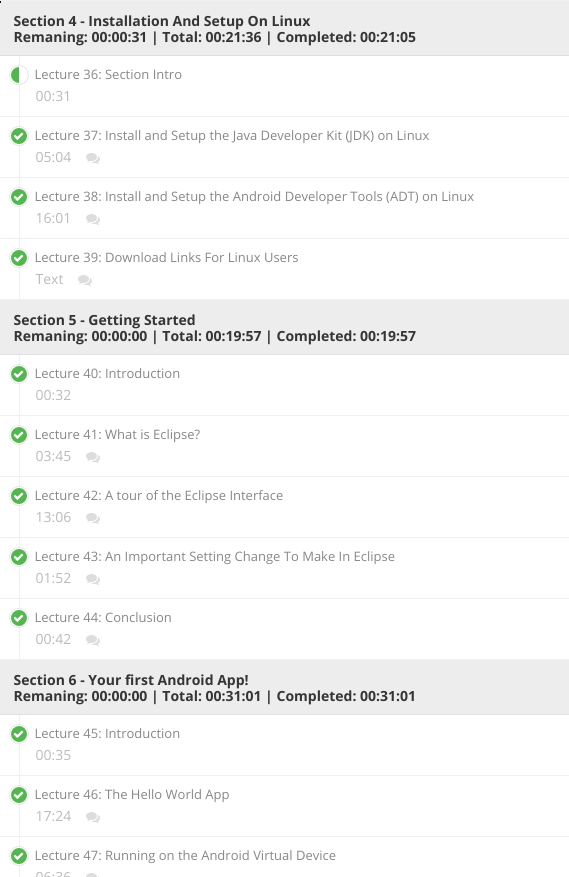 Section 4 - Installation And Setup On Linux
Remaning: 00:00:31 | Total: 00:21:36 | Completed: 00:21:05
Lecture 36: Section Intro
00:31
Lecture 37: Install and Setup the Java Developer Kit (JDK) on Linux
05:04
Lecture 38: Install and Setup the Android Developer Tools (ADT) on Linux
16:01
Lecture 39: Download Links For Linux Users
Text
Section 5 - Getting Started
Remaning: 00:00:00 | Total: 00:19:57 | Completed: 00:19:57
Lecture 40: Introduction
00:32
Lecture 41: What is Eclipse?
03:45
Lecture 42: A tour of the Eclipse Interface
13:06
Lecture 43: An Important Setting Change To Make In Eclipse
01:52
Lecture 44: Conclusion
00:42
Section 6 - Your first Android App!
Remaning: 00:00:00 | Total: 00:31:01 | Completed: 00:31:01
Lecture 45: Introduction
00:35
Lecture 46: The Hello World App
17:24
Lecture 47: Running on the Android Virtual Device